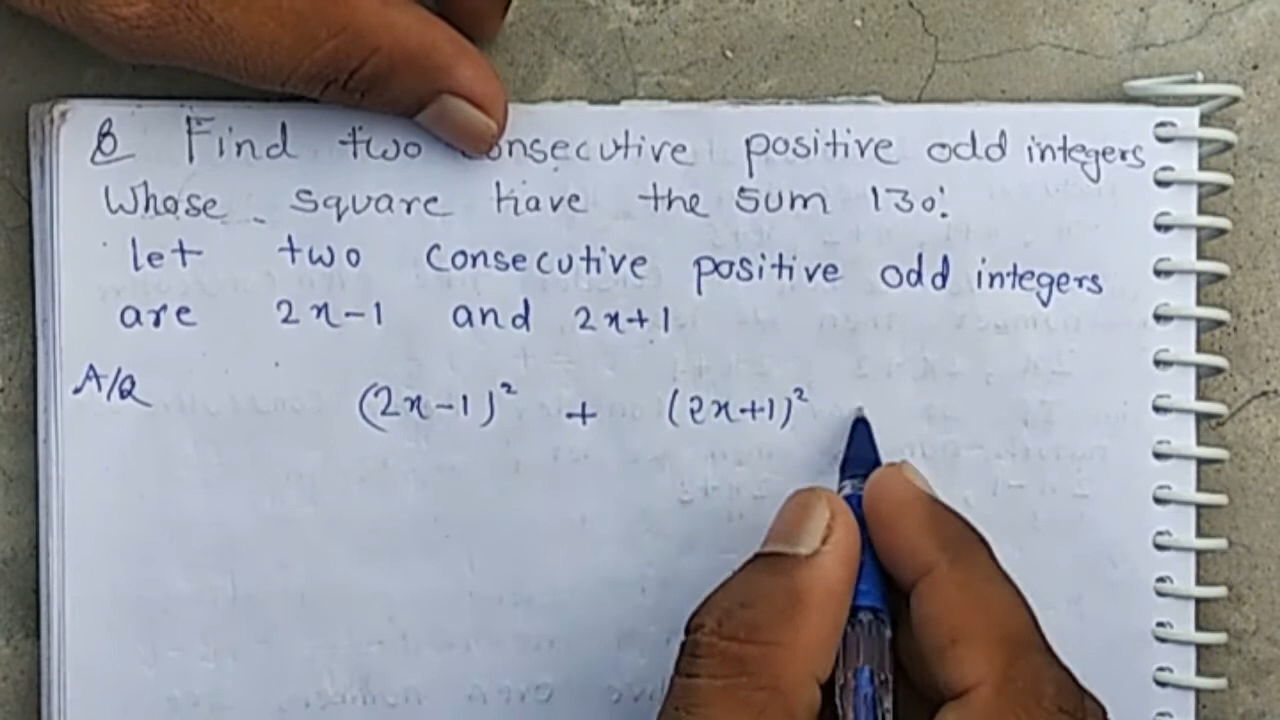 Q Find two consecutive positive odd integers
Whose square have the sum 130.
let two consecutive positive odd integers
are 2x-1 and 2x+1
A/Q (2x-1)² + (2x+1)²